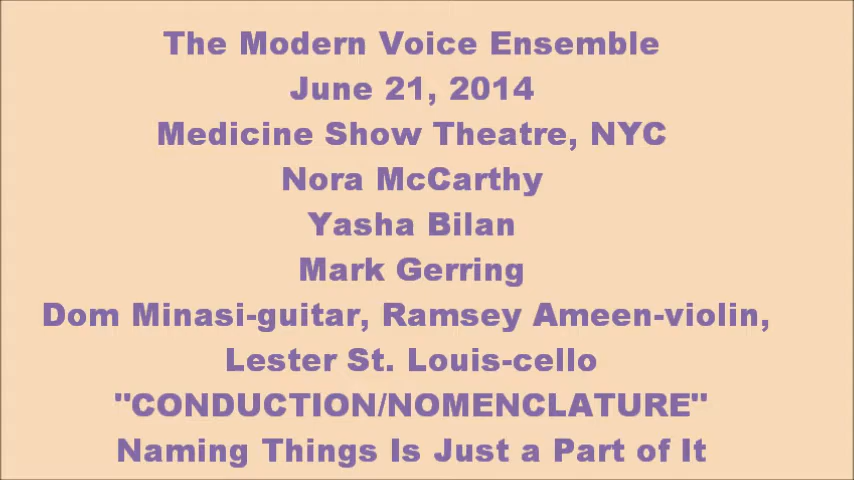 The Modern Voice Ensemble
June 21, 2014
Medicine Show Theatre, NYC
Nora McCarthy
Yasha Bilan
Mark Gerring
Dom Minasi-guitar, Ramsey Ameen-violin,
Lester St. Louis-cello
"CONDUCTION/NOMENCLATURE"
Naming Things Is Just a Part of It